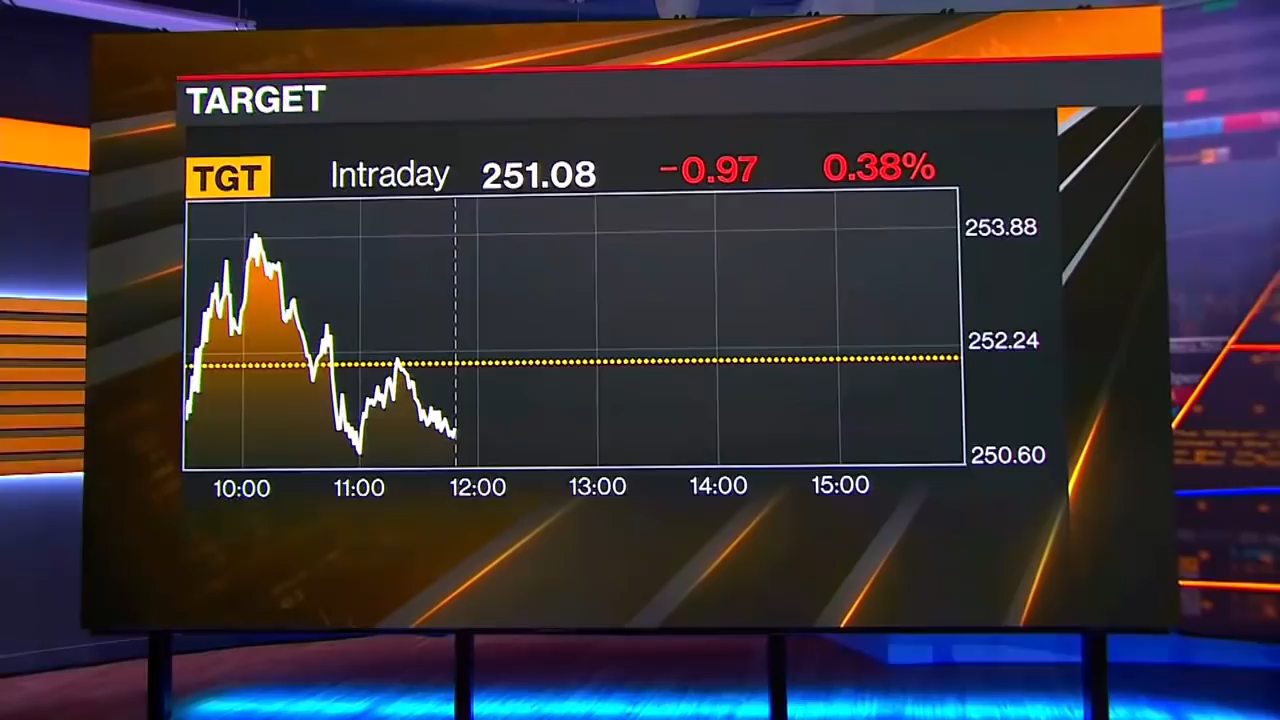 TARGET
TGT Intraday 251.08 -0.97 0.38%
253.88
252.24
250.60
10:00 11:00 12:00 13:00 14:00 15:00